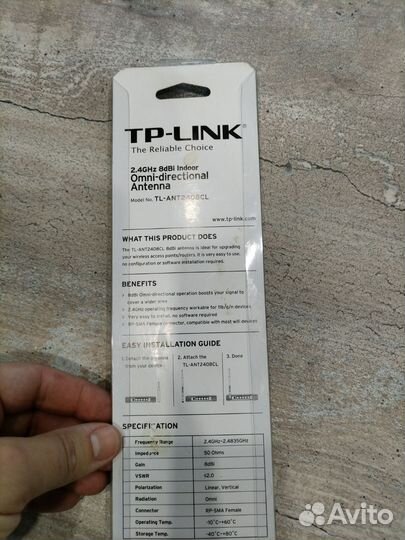 TP-LINK
The Reliable Choice
2.4GHz 8dBi Indoor
Omni-directional
Antenna
Model No. TL-ANT2408CL
www.tp-link.com
WHAT THIS PRODUCT DOES
The TL-ANT2408CL 8dBi antenna is ideal for upgrading
your wireless access points/routers. It is very easy to use,
no configuration or software installation required.
BENEFITS
8dBi Omni-directional operation boosts your signal to
cover a wider area
2.4GHz operating frequency workable for 11b/g/n devices
Very easy to install, no software required
RP-SMA Female connector, compatible with most wifi devices
EASY INSTALLATION GUIDE
1. Detach the antenna
from your device
2. Attach the
TL-ANT2408CL
3. Done
SPECIFICATION
Frequency Range 2.4GHz~2.4835GHz
Impedance 50 Ohms
Gain 8dBi
VSWR ≤2.0
Polarization Linear, Vertical
Radiation Omni
Connector RP-SMA Female
Operating Temp. -10°C~+60°C
Storage Temp. -40°C~+80°C
Avito